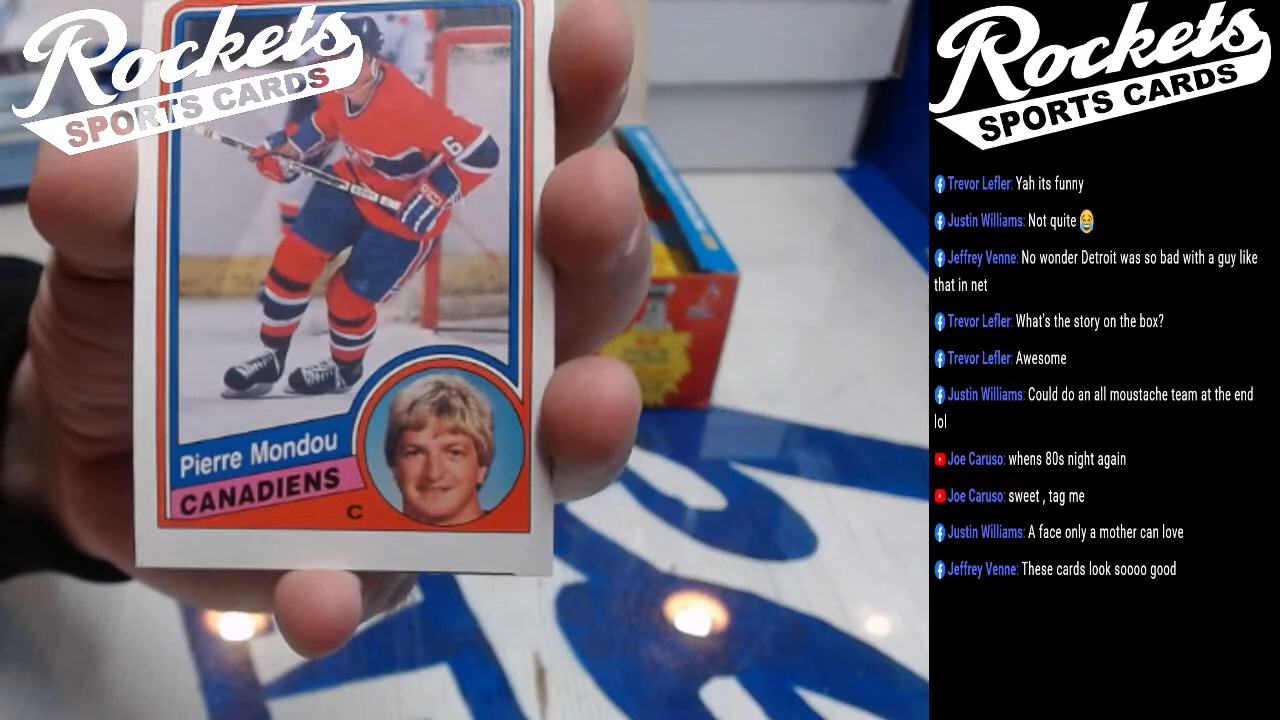 Rockets
SPORTS CARDS
6
Pierre Mondou
CANADIENS
C
Rockets
SPORTS CARDS
Trevor Lefler: Yah its funny
Justin Williams: Not quite 😂
Jeffrey Venne: No wonder Detroit was so bad with a guy like
that in net
Trevor Lefler: What's the story on the box?
Trevor Lefler: Awesome
Justin Williams: Could do an all moustache team at the end
lol
Joe Caruso: whens 80s night again
Joe Caruso: sweet , tag me
Justin Williams: A face only a mother can love
Jeffrey Venne: These cards look soooo good